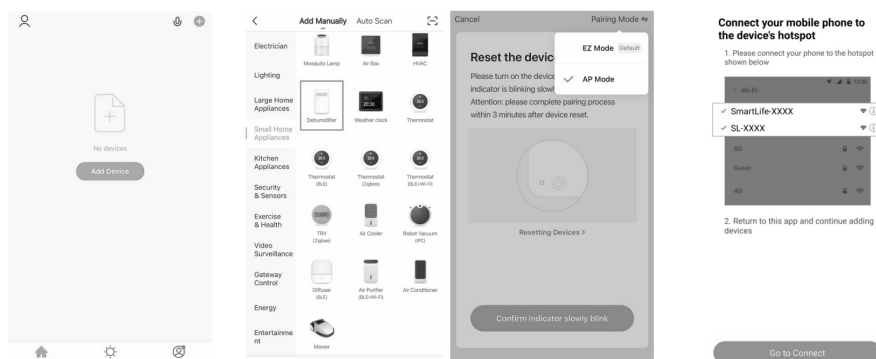 No devices
Add Device
Add Manually
Auto Scan
Electrician
Lighting
Large Home
Appliances
Small Home
Appliances
Kitchen
Appliances
Security
& Sensors
Exercise
& Health
Video
Surveillance
Gateway
Control
Energy
Entertainme
nt
Mosquito Lamp
Air Box
HVAC
20:30
Dehumidifier
Weather clock
Thermostat
Thermostat
(BLE)
Thermostat
(Zigbee)
Thermostat
(BLE+Wi-Fi)
TRV
(Zigbee)
Air Cooler
Robot Vacuum
(IPC)
Diffuser
(BLE)
Air Purifier
(BLE+Wi-Fi)
Air Conditioner
Mower
Cancel
Pairing Mode
EZ Mode Default
AP Mode
Reset the devic
Please turn on the device
indicator is blinking slowl
Attention: please complete pairing process
within 3 minutes after device reset.
Resetting Devices >
Confirm indicator slowly blink
Connect your mobile phone to
the device's hotspot
1. Please connect your phone to the hotspot
shown below
Wi-Fi
SmartLife-XXXX
SL-XXXX
5G
Guest
4G
2. Return to this app and continue adding
devices
Go to Connect